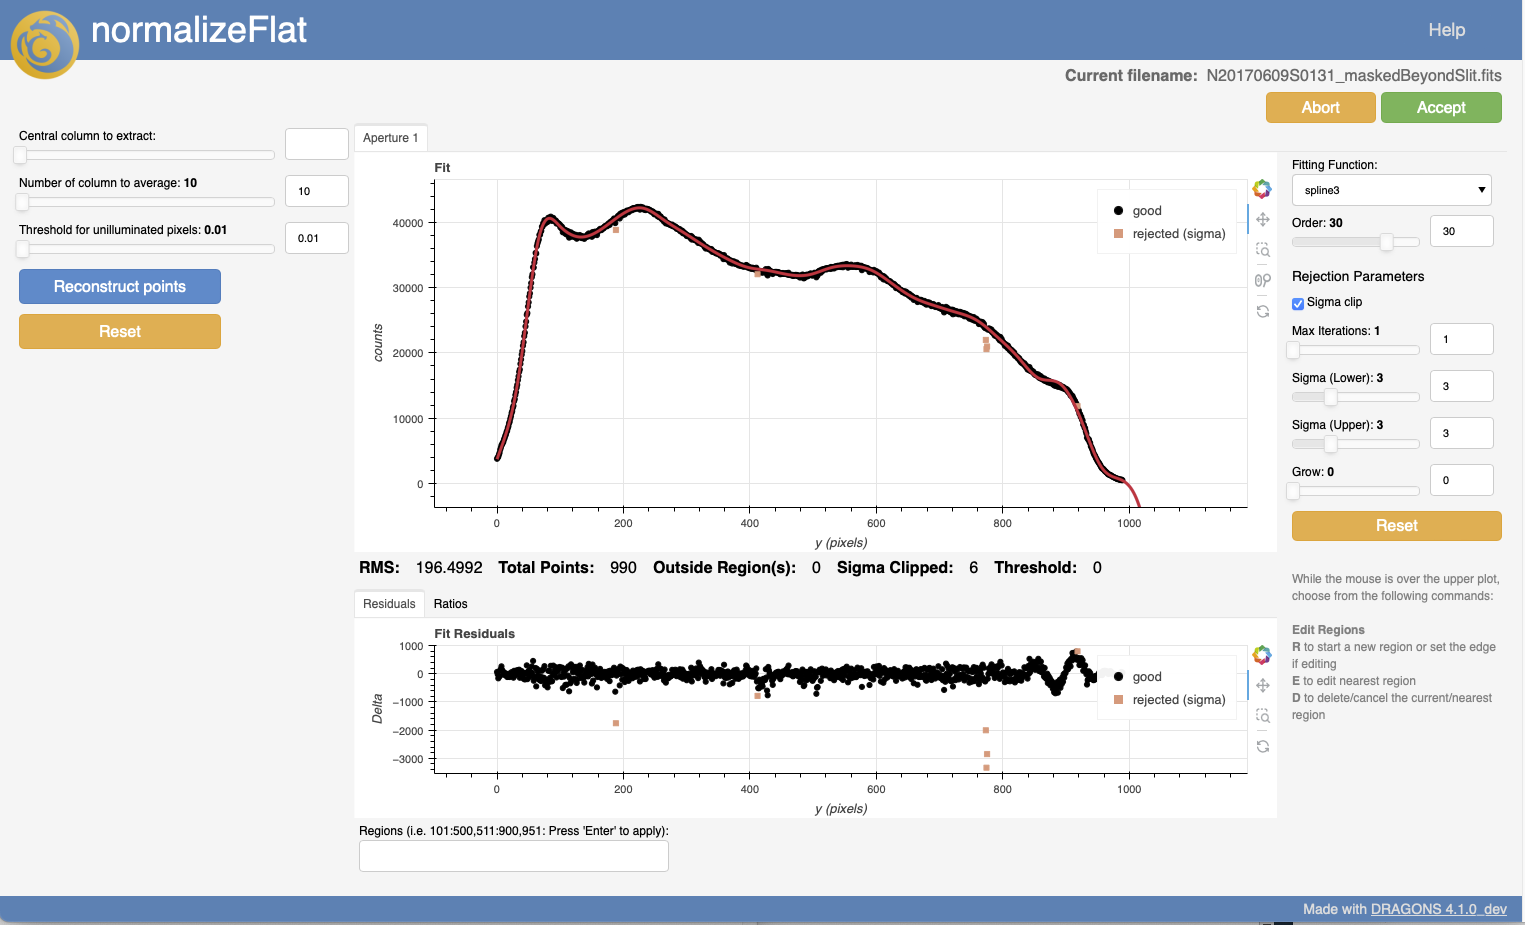 normalizeFlat
Help
Current filename: N20170609S0131_maskedBeyondSlit.fits
Abort
Accept
Central column to extract:
Number of column to average: 10
10
Threshold for unilluminated pixels: 0.01
0.01
Reconstruct points
Reset
Aperture 1
Fit
good
rejected (sigma)
counts
40000
30000
20000
10000
0
0
200
400
600
800
1000
y (pixels)
RMS: 196.4992 Total Points: 990 Outside Region(s): 0 Sigma Clipped: 6 Threshold: 0
Residuals
Ratios
Fit Residuals
good
rejected (sigma)
Delta
1000
0
−1000
−2000
−3000
0
200
400
600
800
1000
y (pixels)
Regions (i.e. 101:500,511:900,951: Press 'Enter' to apply):
Fitting Function:
spline3
Order: 30
30
Rejection Parameters
Sigma clip
Max Iterations: 1
1
Sigma (Lower): 3
3
Sigma (Upper): 3
3
Grow: 0
0
Reset
While the mouse is over the upper plot,
choose from the following commands:
Edit Regions
R to start a new region or set the edge
if editing
E to edit nearest region
D to delete/cancel the current/nearest
region
Made with DRAGONS 4.1.0_dev